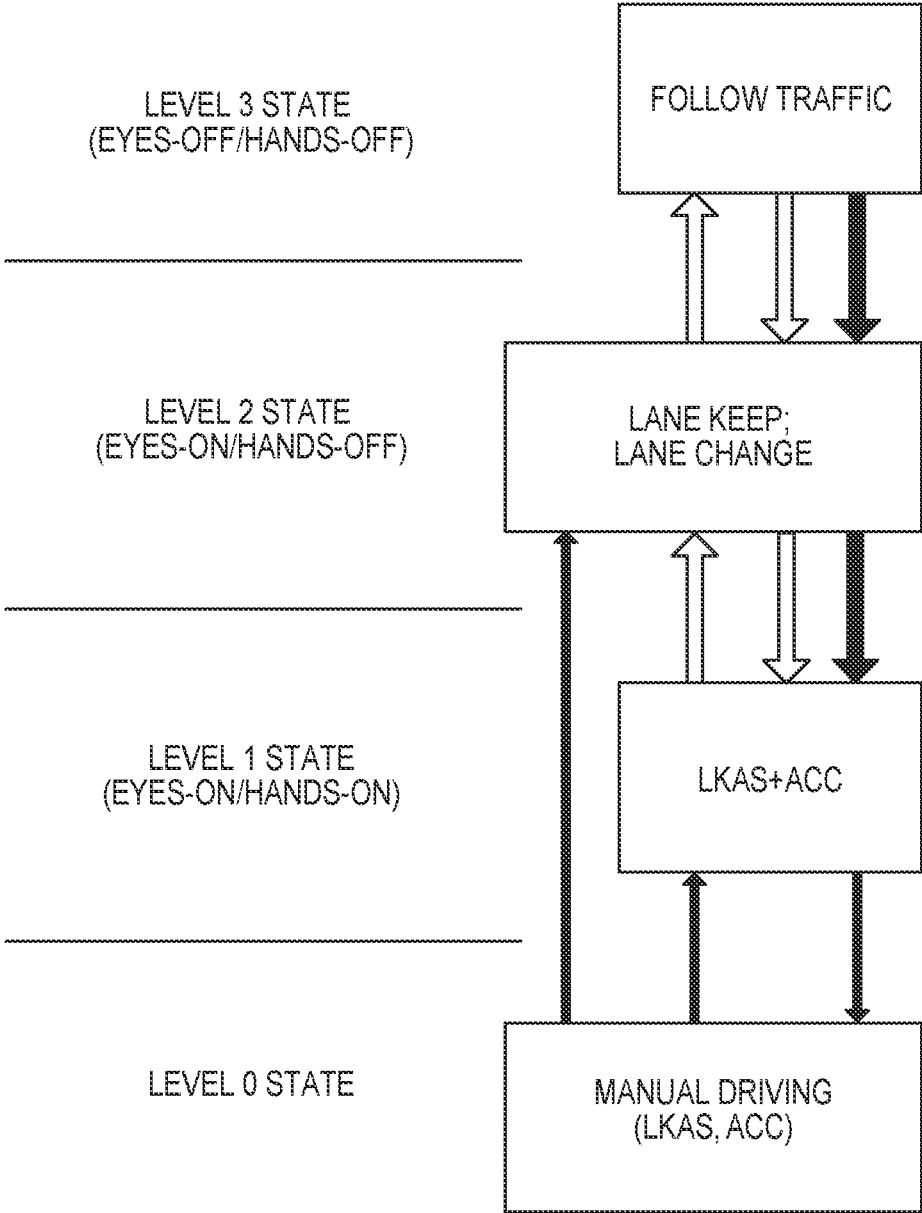 LEVEL 3 STATE
(EYES-OFF/HANDS-OFF)
FOLLOW TRAFFIC
LEVEL 2 STATE
(EYES-ON/HANDS-OFF)
LANE KEEP;
LANE CHANGE
LEVEL 1 STATE
(EYES-ON/HANDS-ON)
LKAS+ACC
LEVEL 0 STATE
MANUAL DRIVING
(LKAS, ACC)